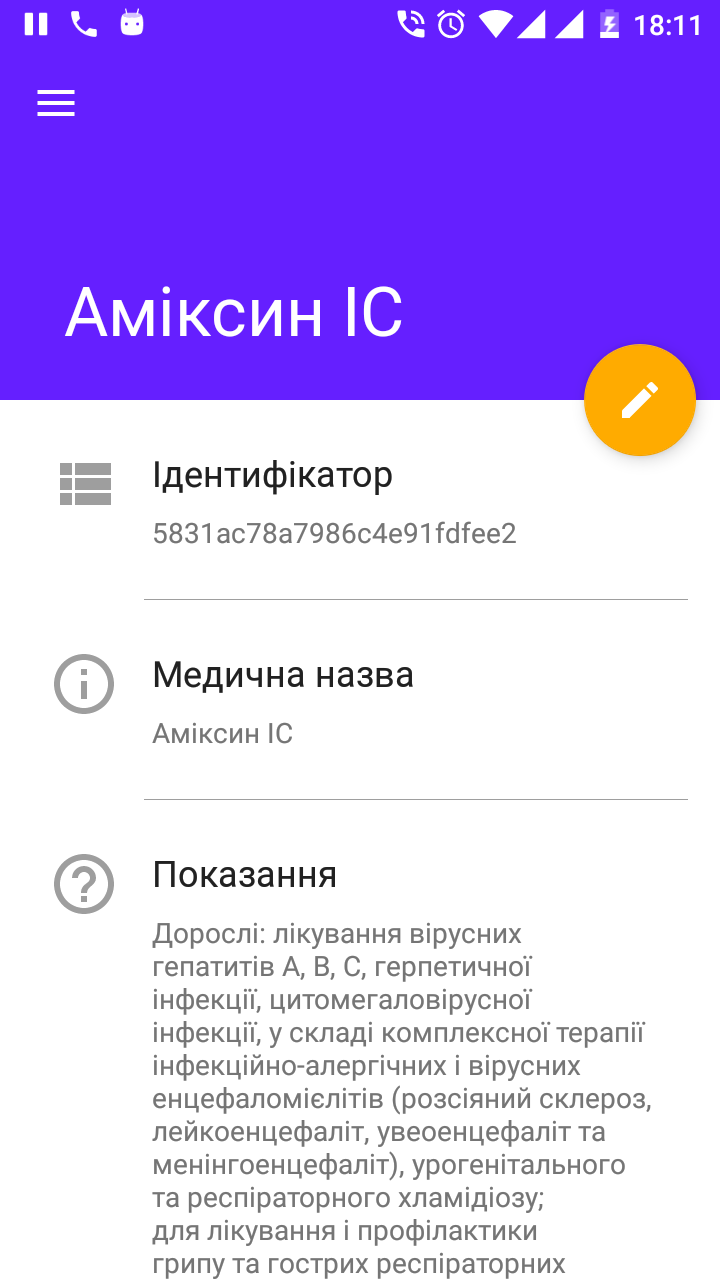 18:11
Аміксин ІС
Ідентифікатор
5831ac78a7986c4e91fdfee2
Медична назва
Аміксин ІС
Показання
Дорослі: лікування вірусних
гепатитів А, В, С, герпетичної
інфекції, цитомегаловірусної
інфекції, у складі комплексної терапії
інфекційно-алергічних і вірусних
енцефаломієлітів (розсіяний склероз,
лейкоенцефаліт, увеоенцефаліт та
менінгоенцефаліт), урогенітального
та респіраторного хламідіозу;
для лікування і профілактики
грипу та гострих респіраторних